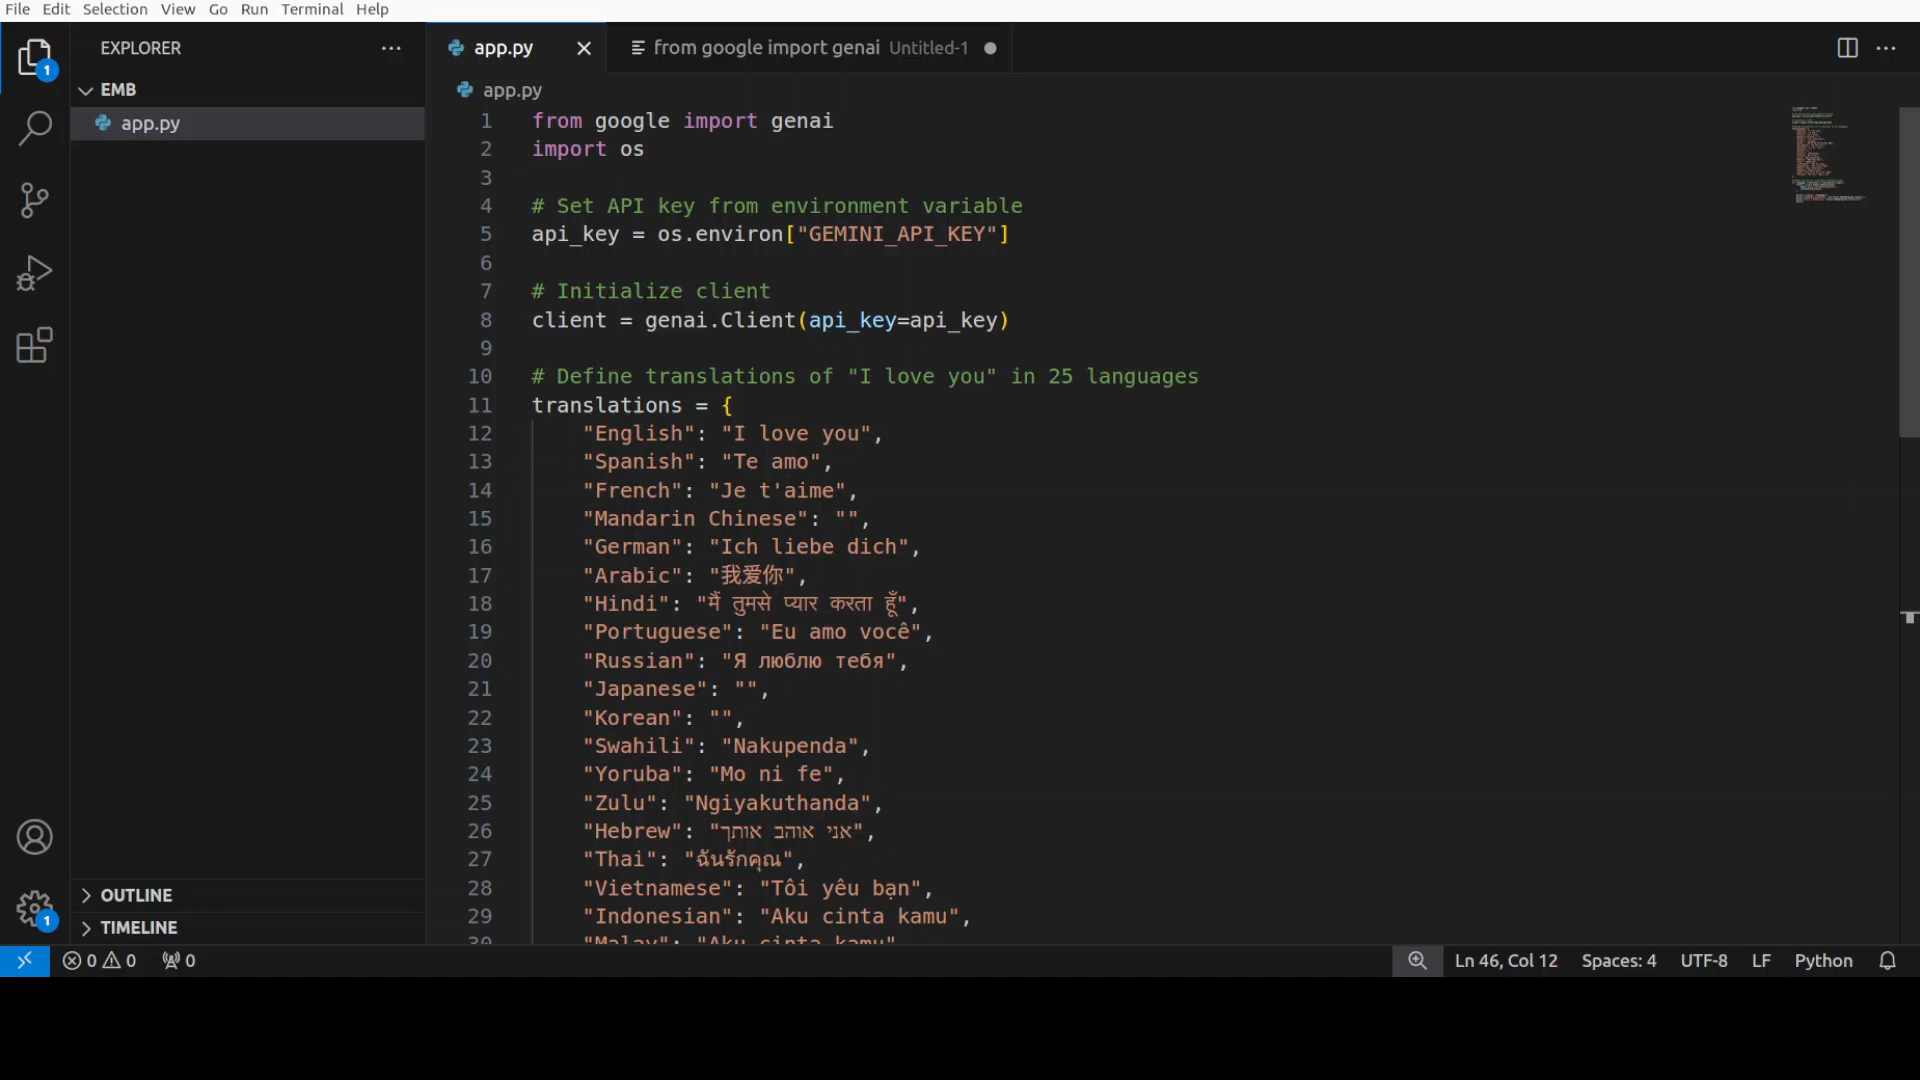 File Edit Selection View Go Run Terminal Help
EXPLORER
app.py
from google import genai Untitled-1
EMB
app.py
app.py
1 from google import genai
2 import os
3
4 # Set API key from environment variable
5 api_key = os.environ["GEMINI_API_KEY"]
6
7 # Initialize client
8 client = genai.Client(api_key=api_key)
9
10 # Define translations of "I love you" in 25 languages
11 translations = {
12 "English": "I love you",
13 "Spanish": "Te amo",
14 "French": "Je t'aime",
15 "Mandarin Chinese": "",
16 "German": "Ich liebe dich",
17 "Arabic": "我爱你",
18 "Hindi": "मैं तुमसे प्यार करता हूँ",
19 "Portuguese": "Eu amo você",
20 "Russian": "Я люблю тебя",
21 "Japanese": "",
22 "Korean": "",
23 "Swahili": "Nakupenda",
24 "Yoruba": "Mo ni fe",
25 "Zulu": "Ngiyakuthanda",
26 "Hebrew": "אני אוהב אותך",
27 "Thai": "ฉันรักคุณ",
28 "Vietnamese": "Tôi yêu bạn",
29 "Indonesian": "Aku cinta kamu",
30 "Malay": "Aku cinta kamu"
OUTLINE
TIMELINE
1
1
0 0 0
Ln 46, Col 12 Spaces: 4 UTF-8 LF Python